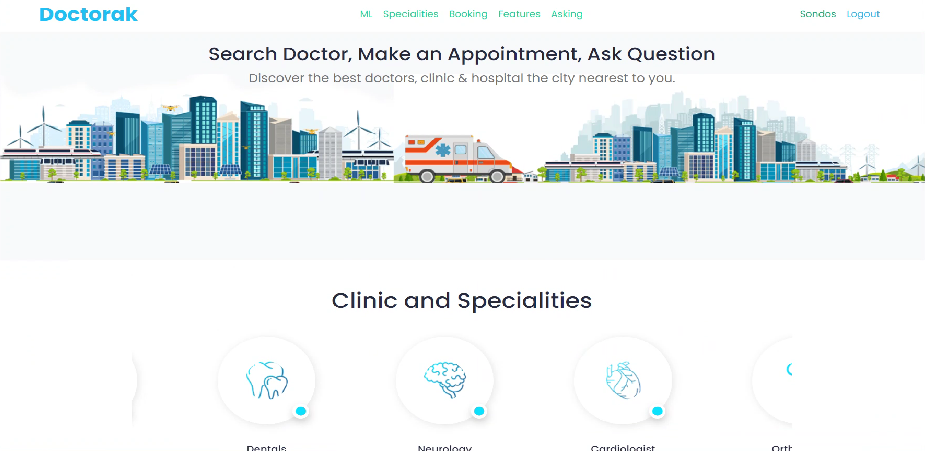 Doctorak
ML Specialities Booking Features Asking
Sondos Logout
Search Doctor, Make an Appointment, Ask Question
Discover the best doctors, clinic & hospital the city nearest to you.
Clinic and Specialities
Dentals
Neurology
Cardiologist
Orth